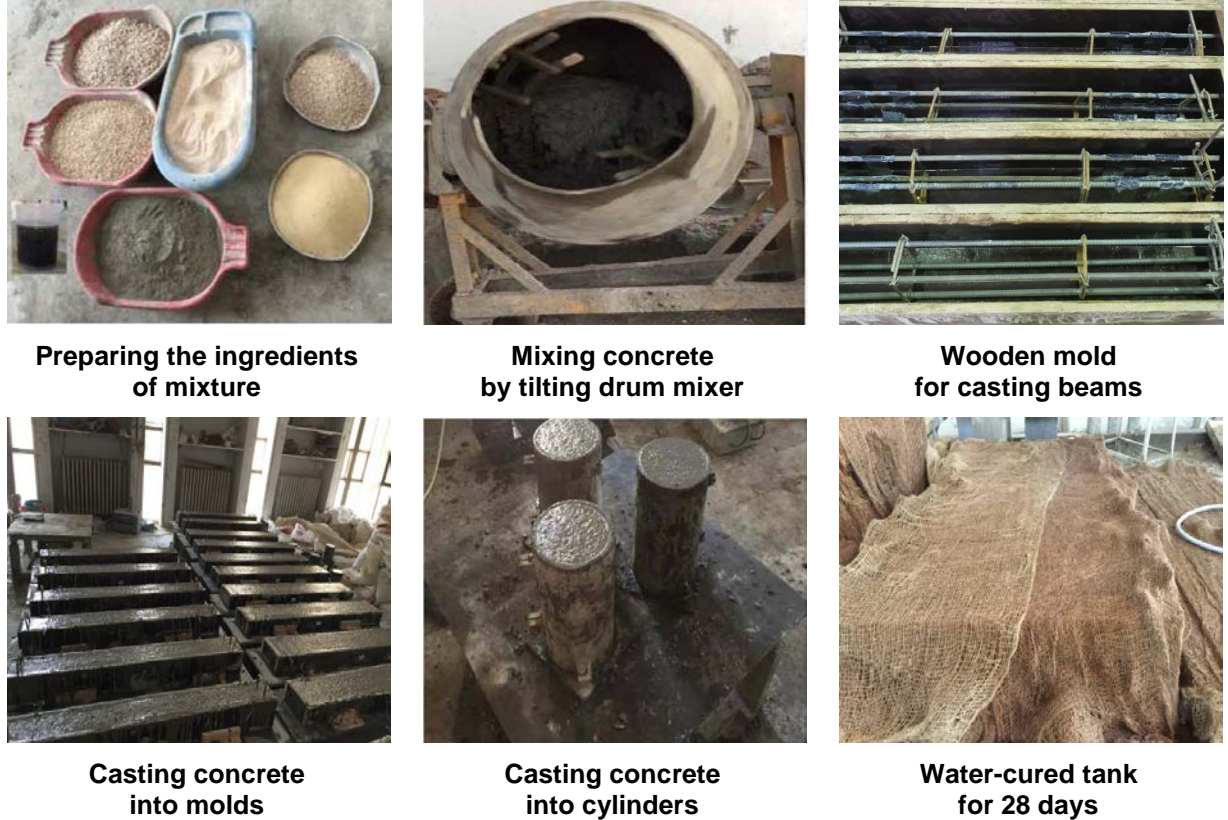 Preparing the ingredients
of mixture
Mixing concrete
by tilting drum mixer
Wooden mold
for casting beams
Casting concrete
into molds
Casting concrete
into cylinders
Water-cured tank
for 28 days